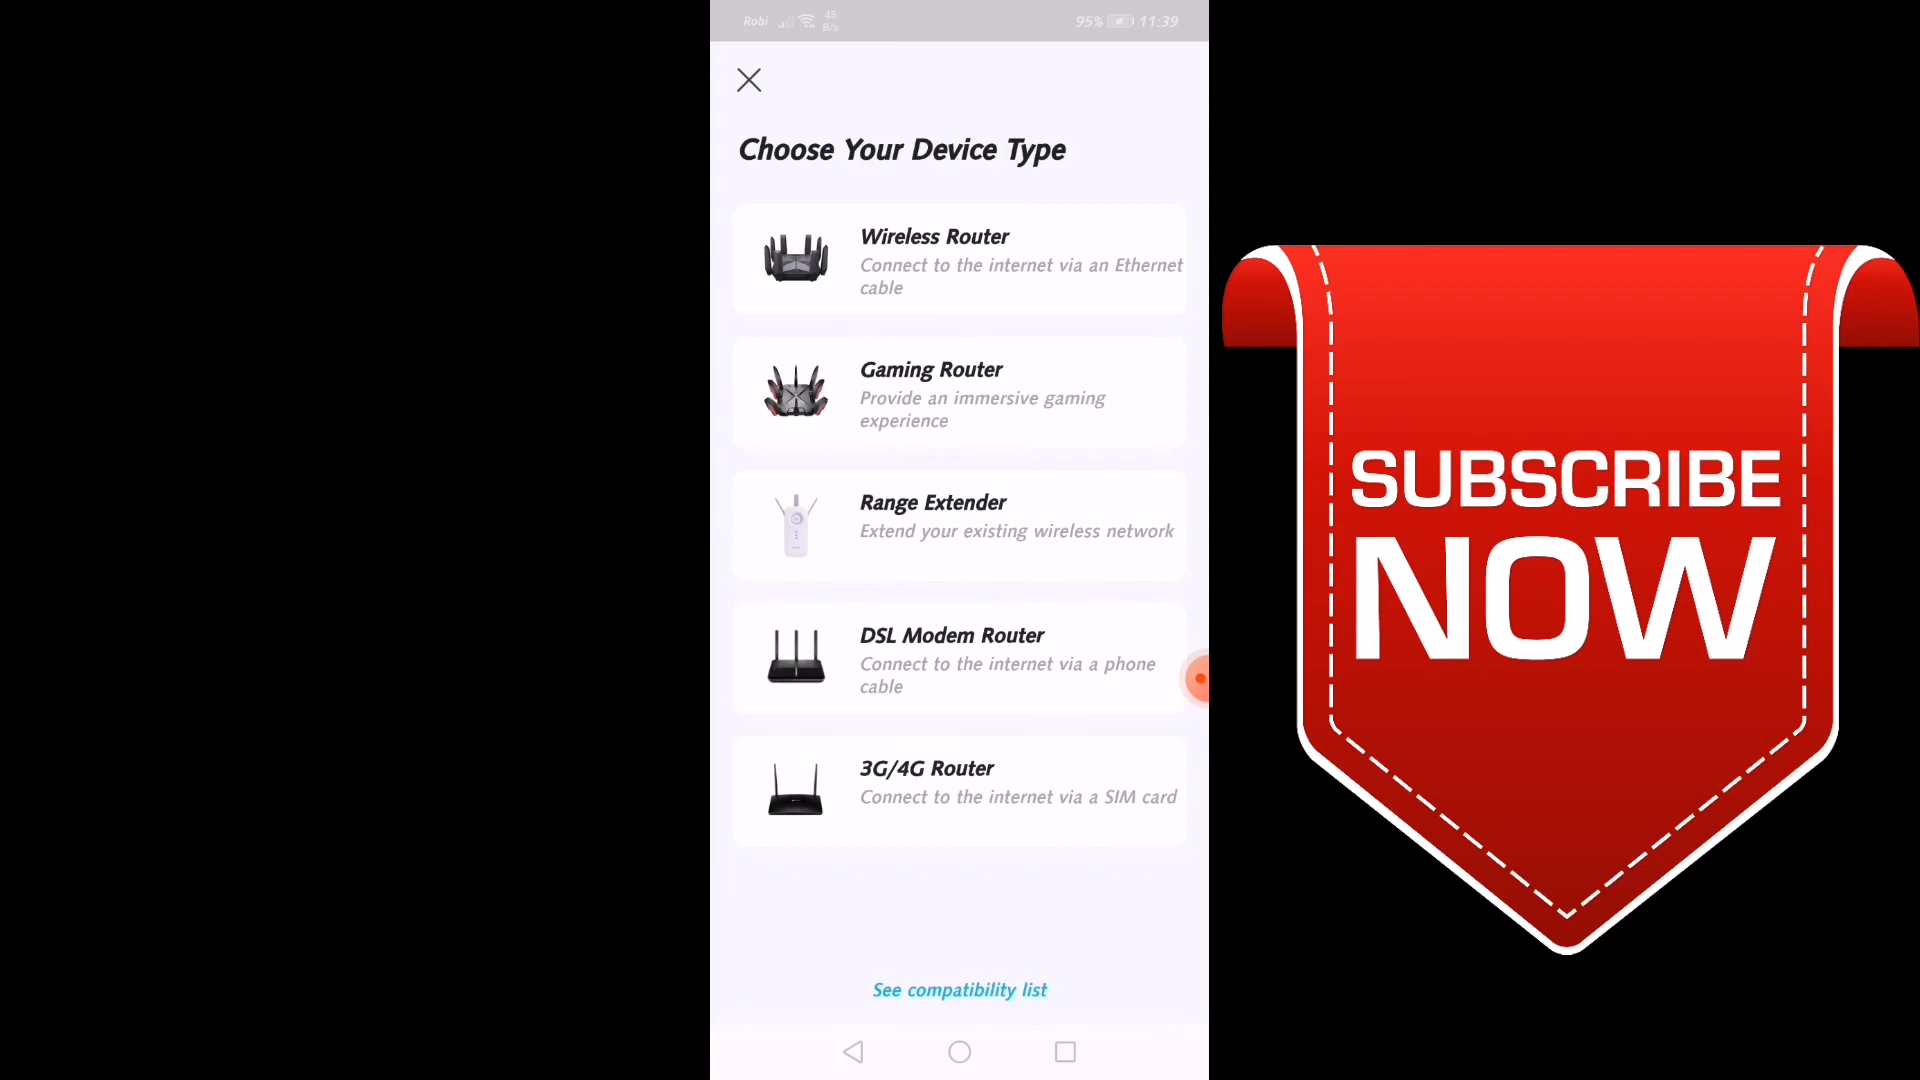 Robi 45 B/s 95% 11:39
Choose Your Device Type
Wireless Router
Connect to the internet via an Ethernet
cable
Gaming Router
Provide an immersive gaming
experience
Range Extender
Extend your existing wireless network
DSL Modem Router
Connect to the internet via a phone
cable
3G/4G Router
Connect to the internet via a SIM card
See compatibility list
SUBSCRIBE
NOW